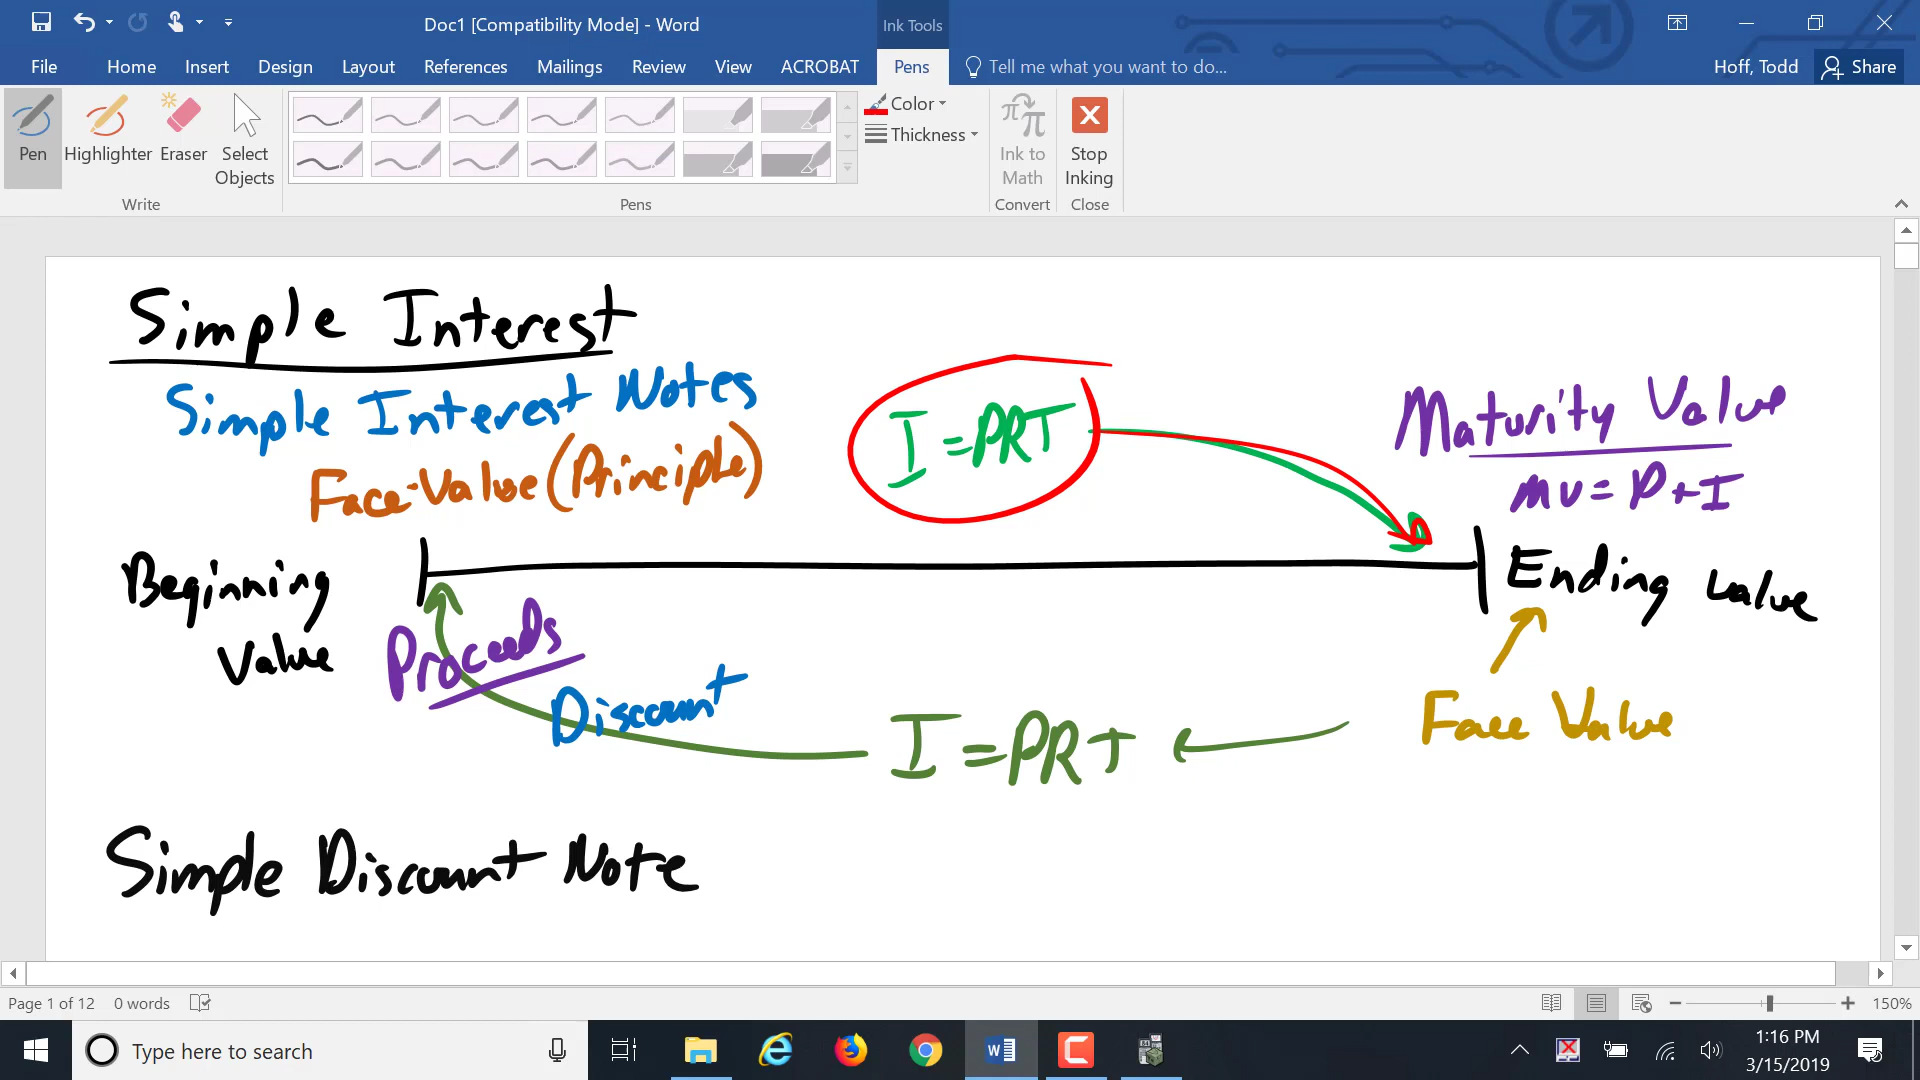 Doc1 [Compatibility Mode] - Word
Ink Tools
File Home Insert Design Layout References Mailings Review View ACROBAT Pens Tell me what you want to do... Hoff, Todd Share
Pen Highlighter Eraser Select Objects
Color
Thickness
Ink to Math
Stop Inking
Write Pens Convert Close
Simple Interest
Simple Interest Notes
Face-Value (Principle)
I = PRT
Maturity Value
MV = P + I
Beginning Value
Ending Value
Proceeds
Discount
I = PRT
Face Value
Simple Discount Note
Page 1 of 12 0 words 150%
Type here to search
1:16 PM
3/15/2019